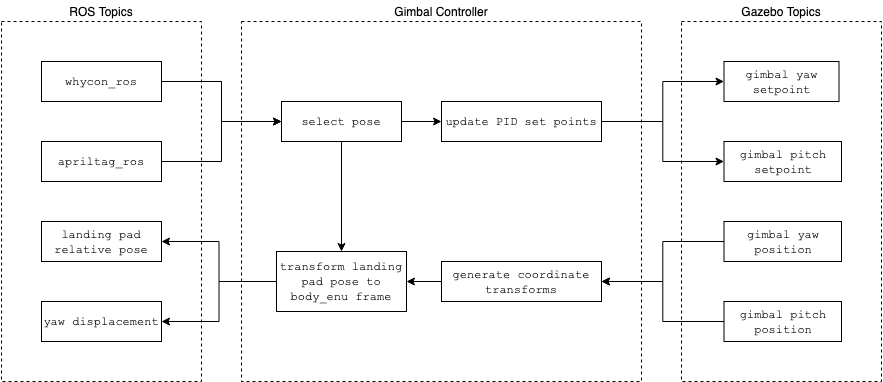 ROS Topics
Gimbal Controller
Gazebo Topics
whycon_ros
apriltag_ros
landing pad
relative pose
yaw displacement
select pose
update PID set points
transform landing
pad pose to
body_enu frame
generate coordinate
transforms
gimbal yaw
setpoint
gimbal pitch
setpoint
gimbal yaw
position
gimbal pitch
position